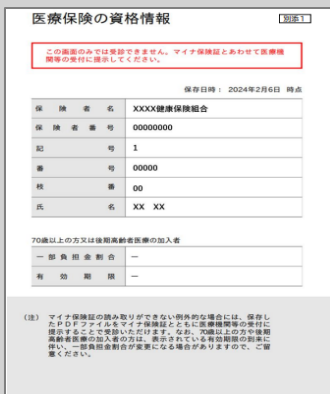 医療保険の資格情報
別添1
この画面のみでは受診できません。マイナ保険証とあわせて医療機
関等の受付に提示してください。
保存日時： 2024年2月6日 時点
保険者名 XXXX健康保険組合
保険者番号 00000000
記号 1
番号 00000
枝番 00
氏名 XX XX
70歳以上の方又は後期高齢者医療の加入者
一部負担金割合 ―
有効期限 ―
（注） マイナ保険証の読み取りができない例外的な場合には、保存し
たPDFファイルをマイナ保険証とともに医療機関等の受付に
提示することで受診いただけます。なお、70歳以上の方や後期
高齢者医療の加入者の方は、表示されている有効期限の到来に
伴い、一部負担金割合が変更になる場合がありますので、ご留
意ください。